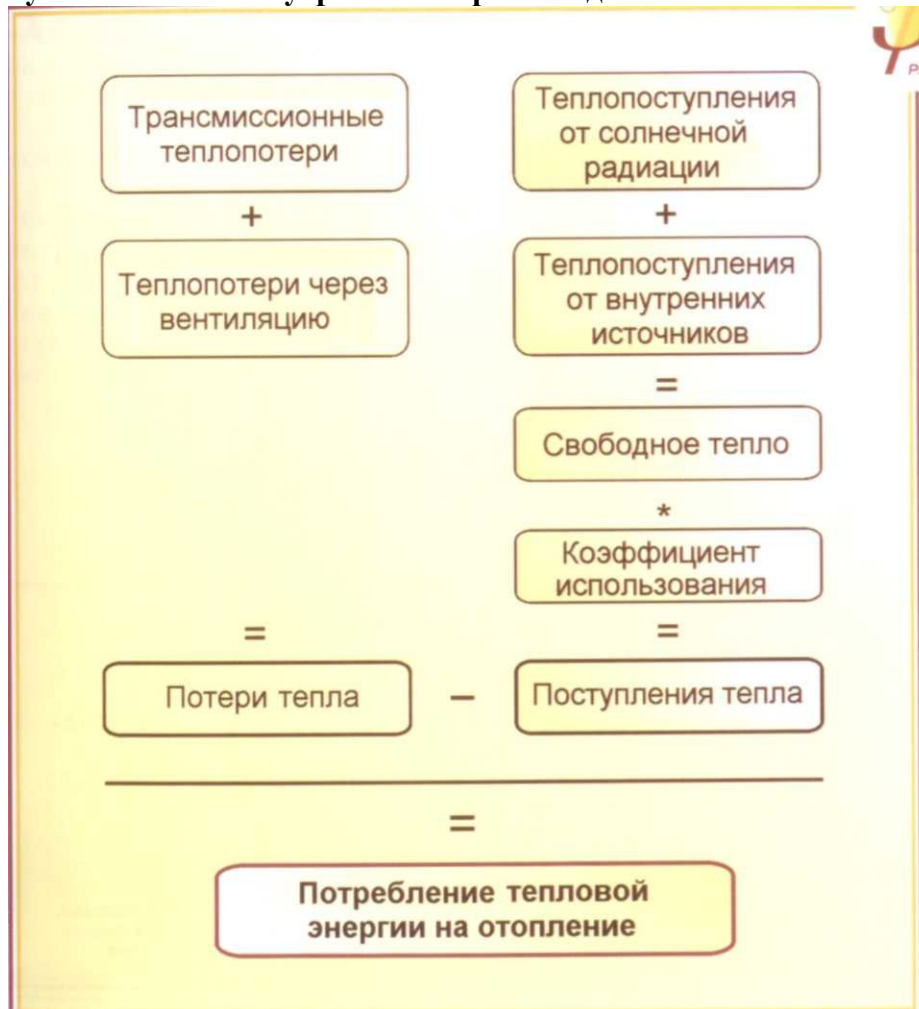 Трансмиссионные
теплопотери
+
Теплопотери через
вентиляцию
=
Потери тепла
Теплопоступления
от солнечной
радиации
+
Теплопоступления
от внутренних
источников
=
Свободное тепло
*
Коэффициент
использования
=
Поступления тепла
–
=
Потребление тепловой
энергии на отопление